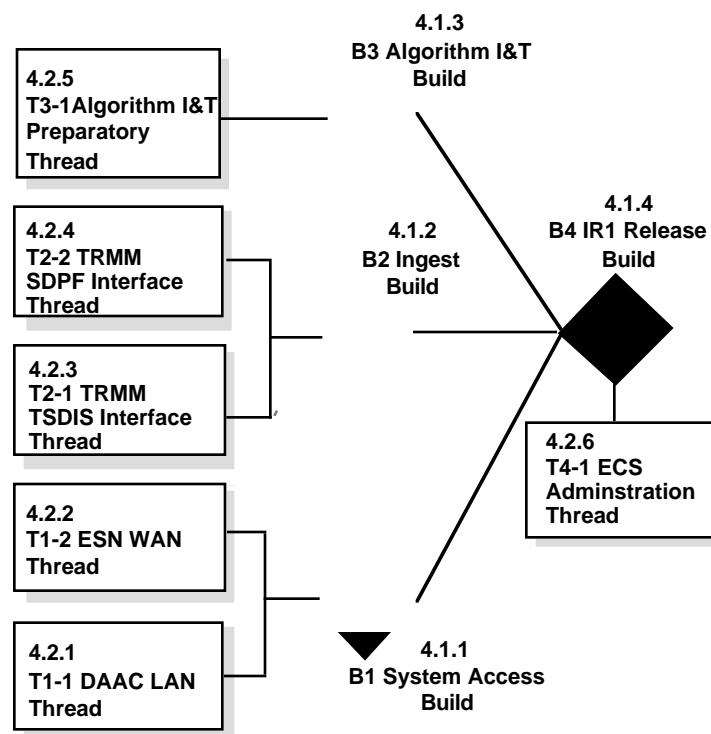 4.1.3
B3 Algorithm I&T
Build
4.2.5
T3-1Algorithm I&T
Preparatory
Thread
4.2.4
T2-2 TRMM
SDPF Interface
Thread
4.1.2
B2 Ingest
Build
4.1.4
B4 IR1 Release
Build
4.2.3
T2-1 TRMM
TSDIS Interface
Thread
4.2.6
T4-1 ECS
Adminstration
Thread
4.2.2
T1-2 ESN WAN
Thread
4.2.1
T1-1 DAAC LAN
Thread
4.1.1
B1 System Access
Build